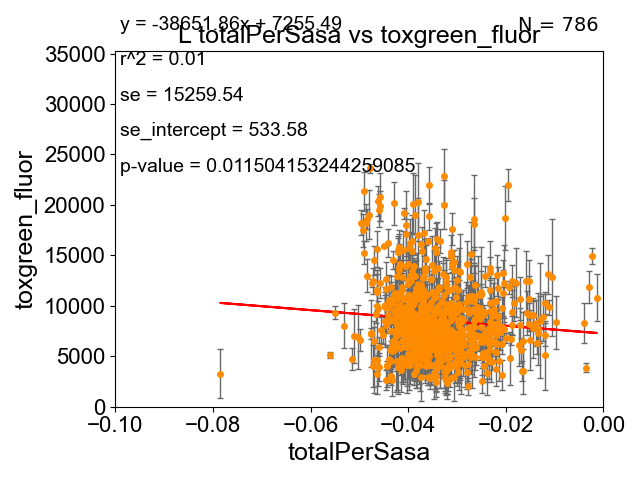 y = -38651.86x + 7255.49
N = 786
L totalPerSasa vs toxgreen_fluor
r^2 = 0.01
se = 15259.54
se_intercept = 533.58
p-value = 0.011504153244259085
toxgreen_fluor
35000
30000
25000
20000
15000
10000
5000
0
−0.10 −0.08 −0.06 −0.04 −0.02 0.00
totalPerSasa